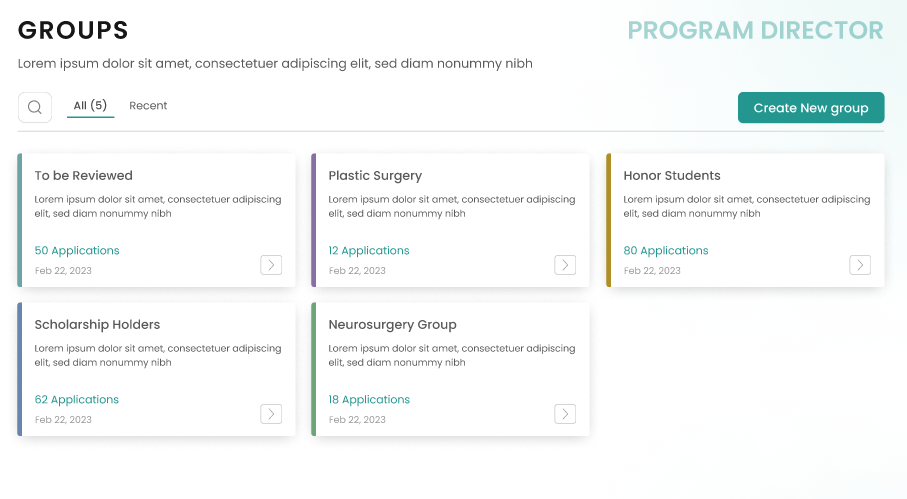 GROUPS
PROGRAM DIRECTOR
Lorem ipsum dolor sit amet, consectetuer adipiscing elit, sed diam nonummy nibh
All (5)
Recent
Create New group
To be Reviewed
Lorem ipsum dolor sit amet, consectetuer adipiscing
elit, sed diam nonummy nibh
50 Applications
Feb 22, 2023
Plastic Surgery
Lorem ipsum dolor sit amet, consectetuer adipiscing
elit, sed diam nonummy nibh
12 Applications
Feb 22, 2023
Honor Students
Lorem ipsum dolor sit amet, consectetuer adipiscing
elit, sed diam nonummy nibh
80 Applications
Feb 22, 2023
Scholarship Holders
Lorem ipsum dolor sit amet, consectetuer adipiscing
elit, sed diam nonummy nibh
62 Applications
Feb 22, 2023
Neurosurgery Group
Lorem ipsum dolor sit amet, consectetuer adipiscing
elit, sed diam nonummy nibh
18 Applications
Feb 22, 2023